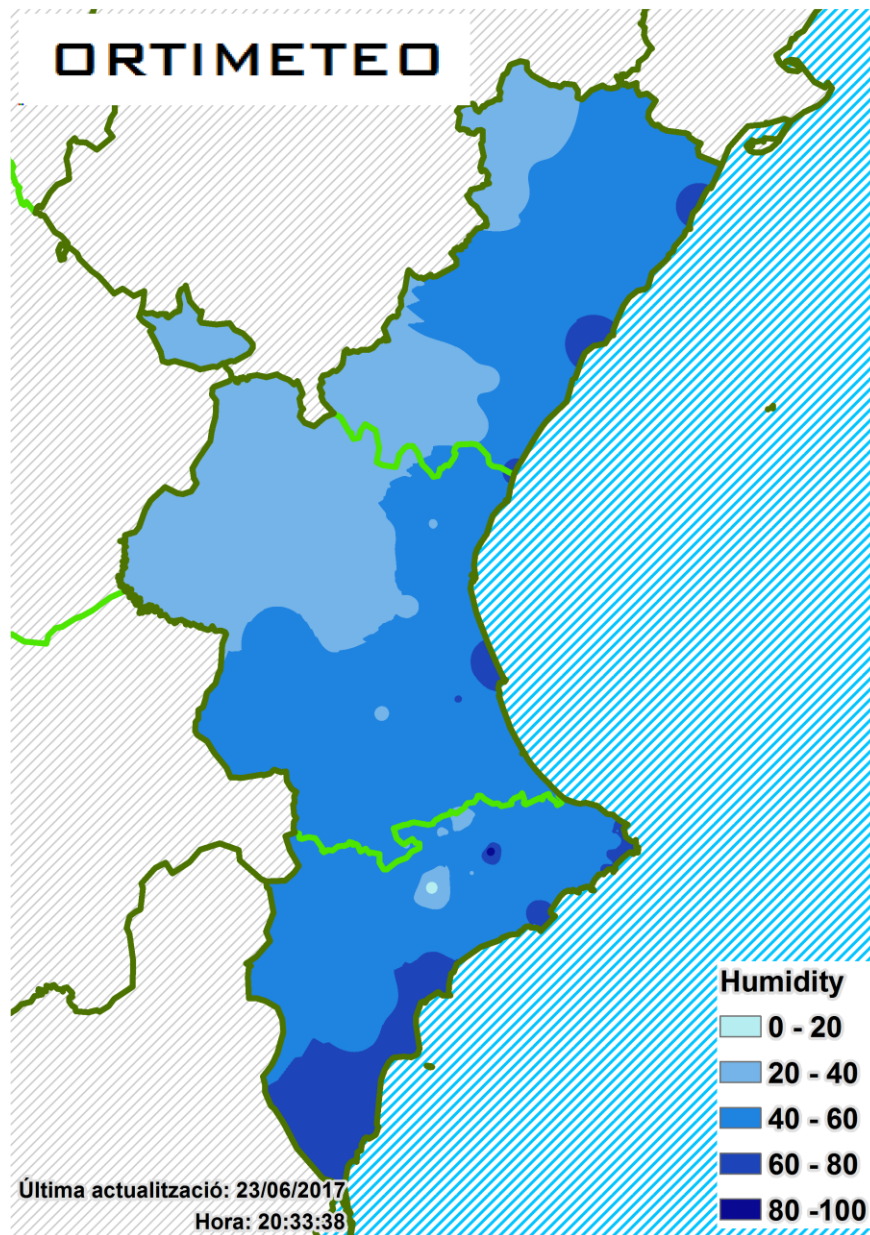 ORTIMETEO
Humidity
0 - 20
20 - 40
40 - 60
60 - 80
80 -100
Última actualització: 23/06/2017
Hora: 20:33:38